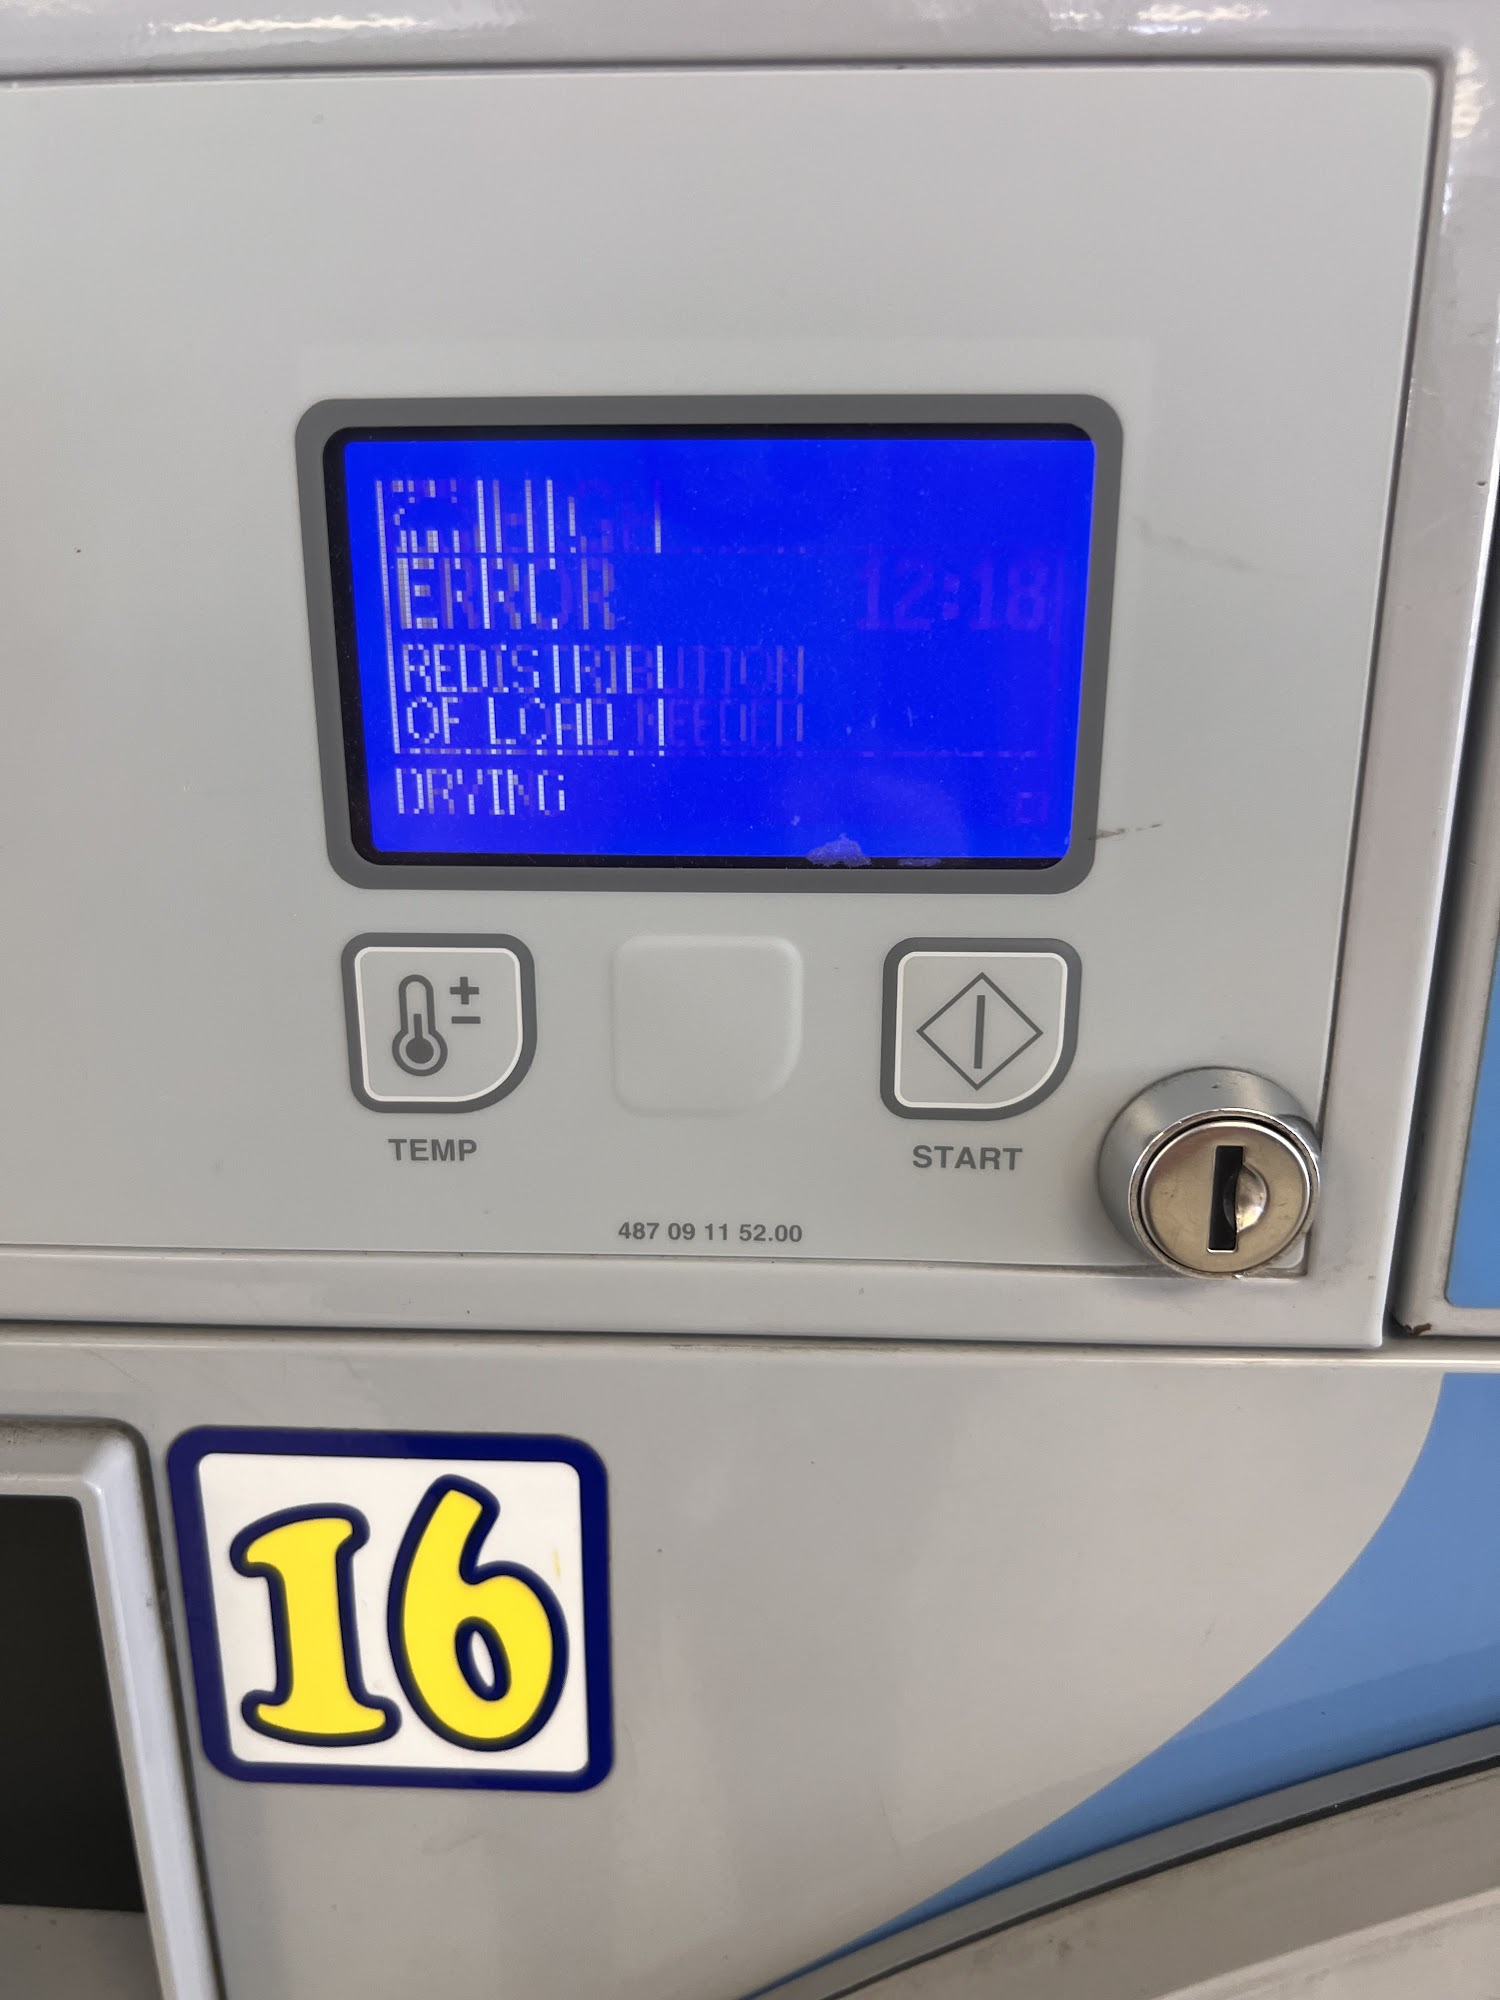 ERROR 12:18
REDISTRIBUTION
OF LOAD NEEDED
DRYING
TEMP
START
487 09 11 52.00
16